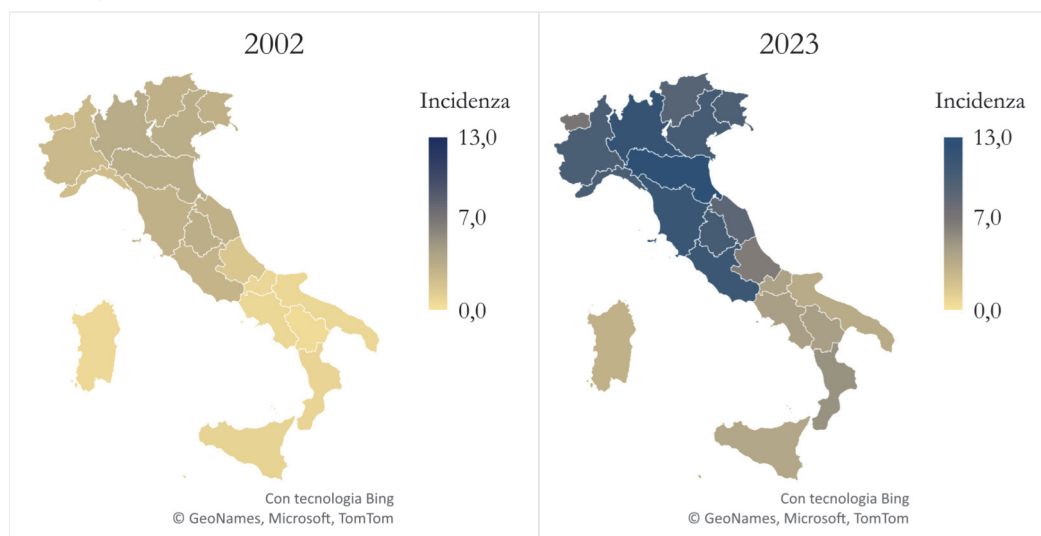 2002
Incidenza
13,0
7,0
0,0
Con tecnologia Bing
© GeoNames, Microsoft, TomTom
2023
Incidenza
13,0
7,0
0,0
Con tecnologia Bing
© GeoNames, Microsoft, TomTom